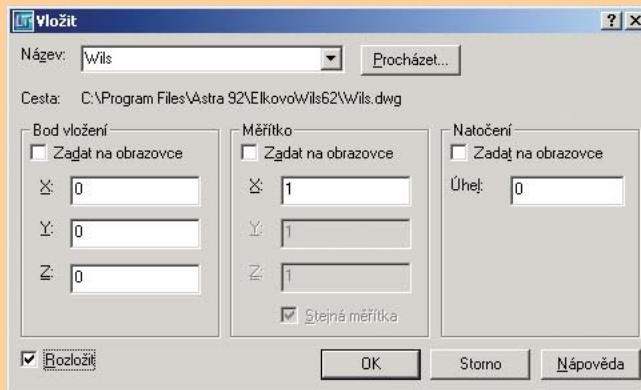 LT Vložit
Název: Wils Procházet...
Cesta: C:\Program Files\Astra 92\ElkovoWils62\Wils.dwg
Bod vložení
Zadat na obrazovce
X: 0
Y: 0
Z: 0
Měřítko
Zadat na obrazovce
X: 1
Y: 1
Z: 1
Stejná měřítka
Natočení
Zadat na obrazovce
Úhel: 0
Rozložit
OK Storno Nápověda